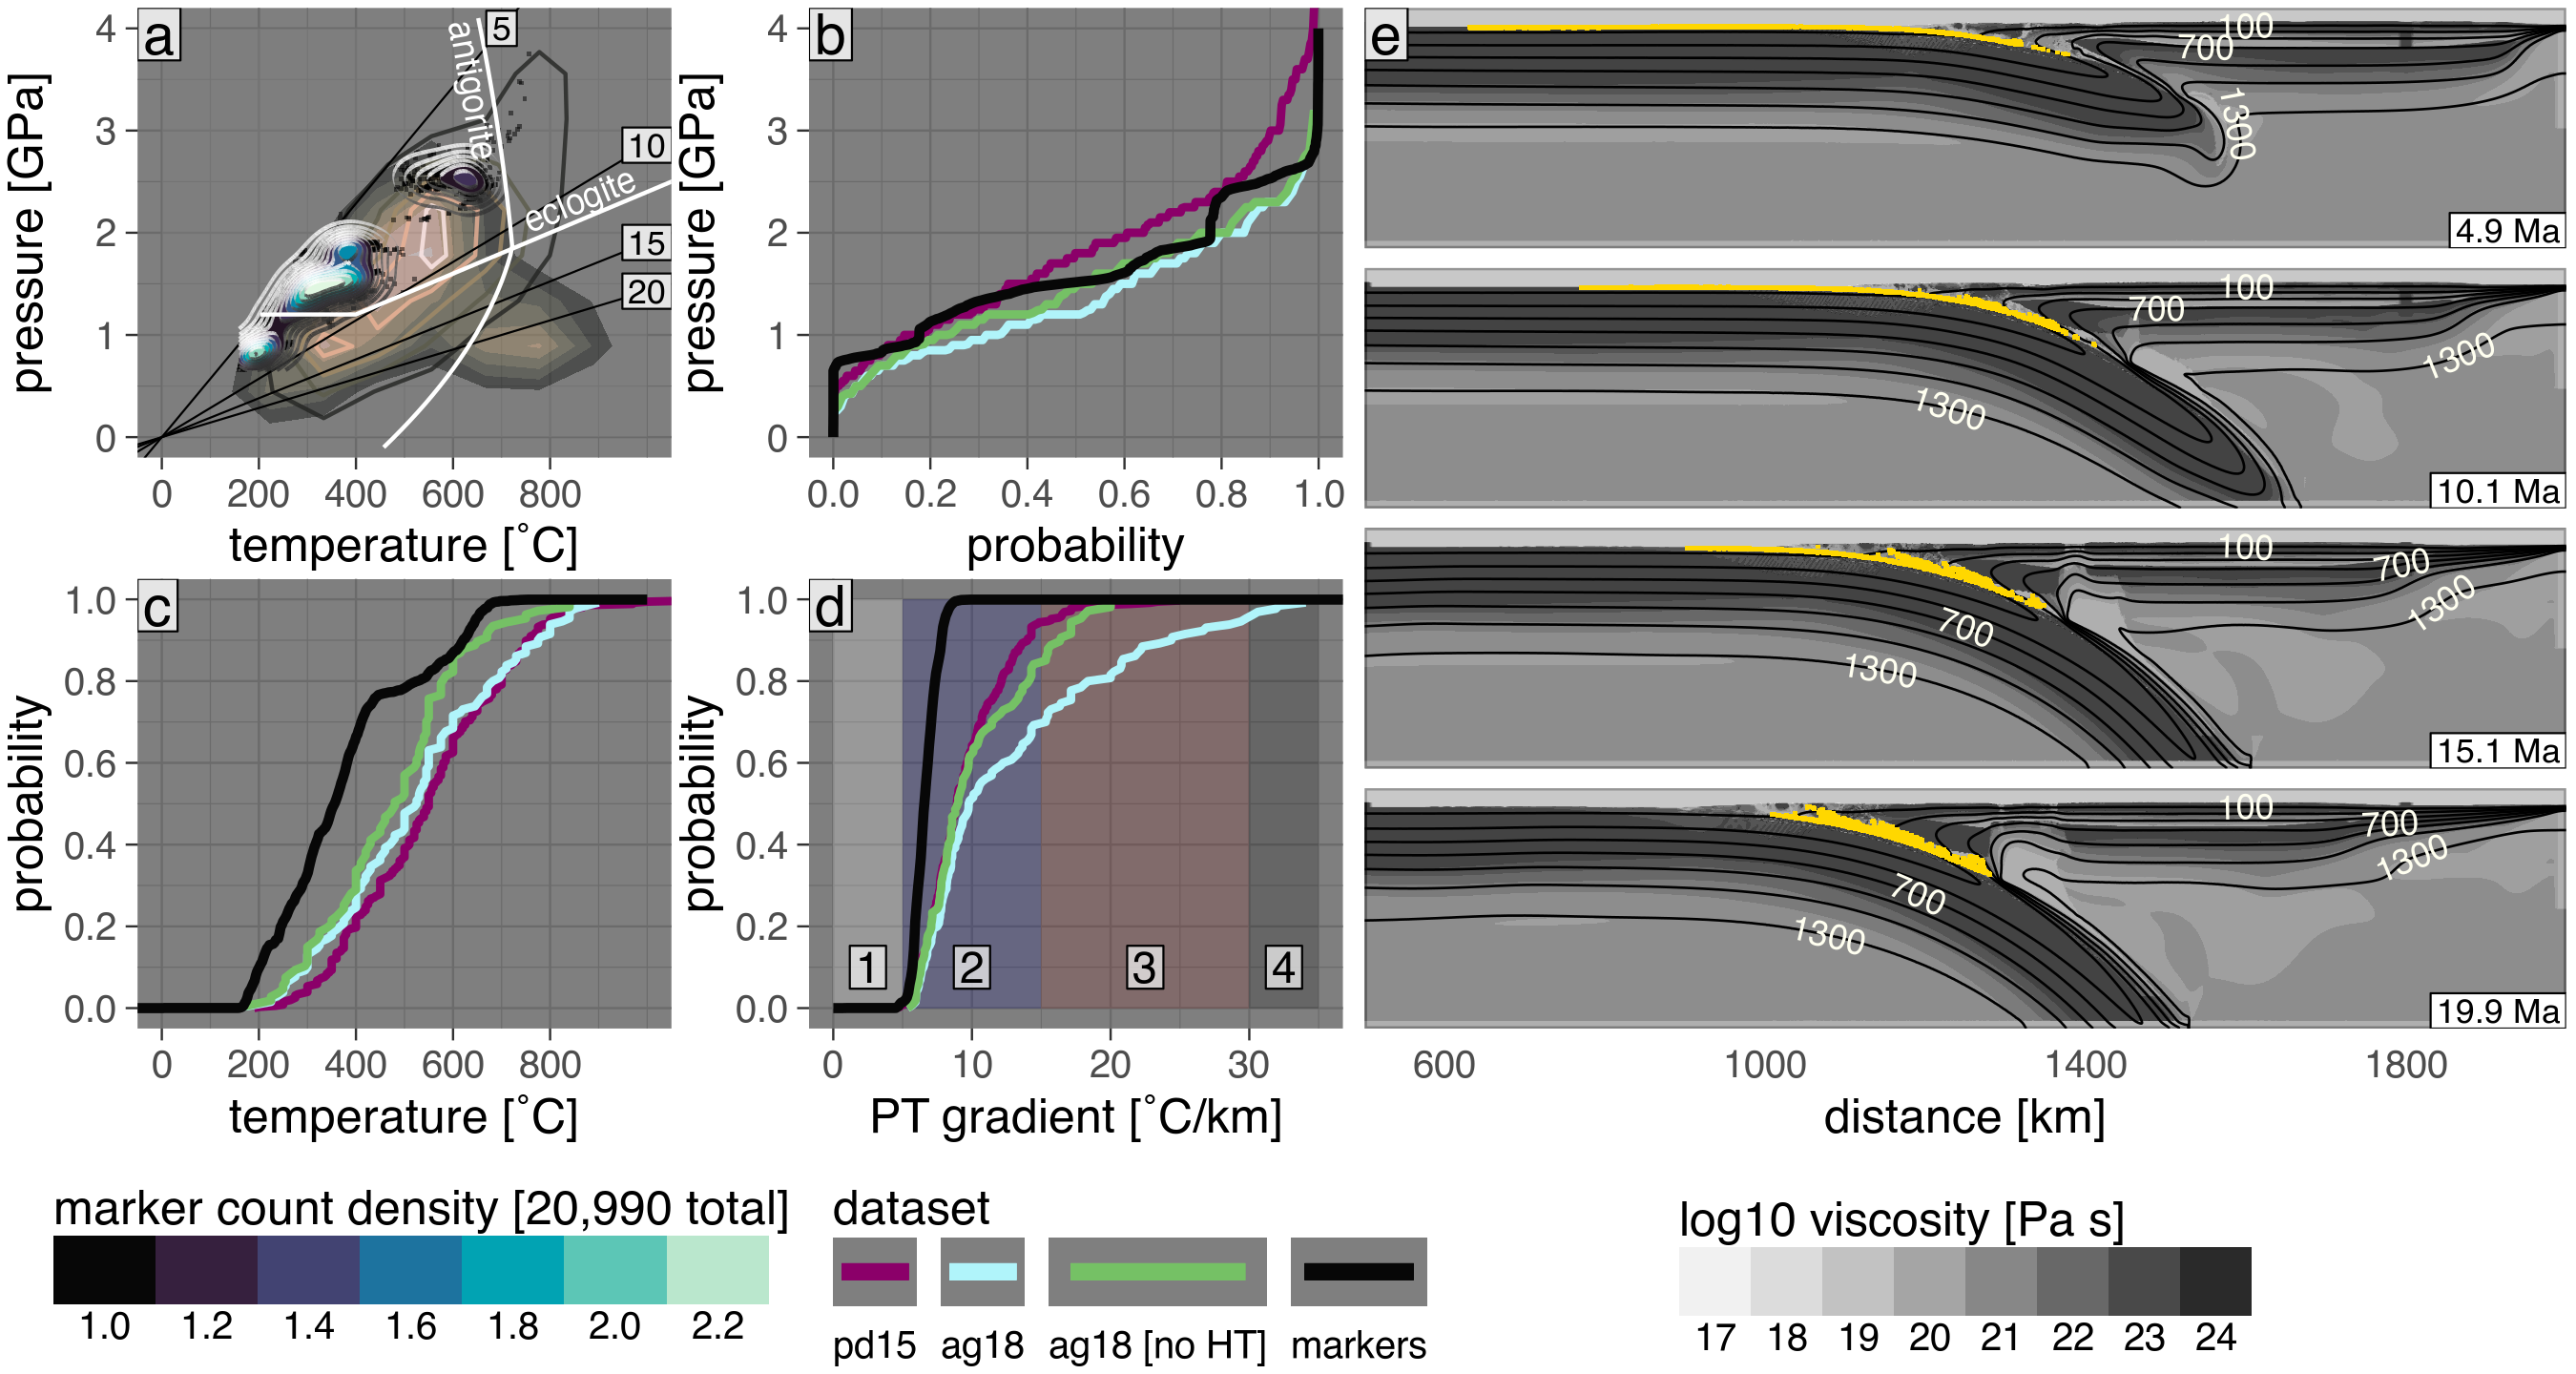 a
4
3
2
1
0
pressure [GPa]
antigorite
eclogite
5
10
15
20
0 200 400 600 800
temperature [˚C]
b
4
3
2
1
0
pressure [GPa]
0.0 0.2 0.4 0.6 0.8 1.0
probability
c
1.0
0.8
0.6
0.4
0.2
0.0
probability
0 200 400 600 800
temperature [˚C]
d
1.0
0.8
0.6
0.4
0.2
0.0
probability
1 2 3 4
0 10 20 30
PT gradient [˚C/km]
e
100
700
1300
4.9 Ma
100
700
1300
1300
10.1 Ma
100
700
1300
700
1300
15.1 Ma
100
700
1300
700
1300
19.9 Ma
600 1000 1400 1800
distance [km]
marker count density [20,990 total]
1.0 1.2 1.4 1.6 1.8 2.0 2.2
dataset
pd15 ag18 ag18 [no HT] markers
log10 viscosity [Pa s]
17 18 19 20 21 22 23 24